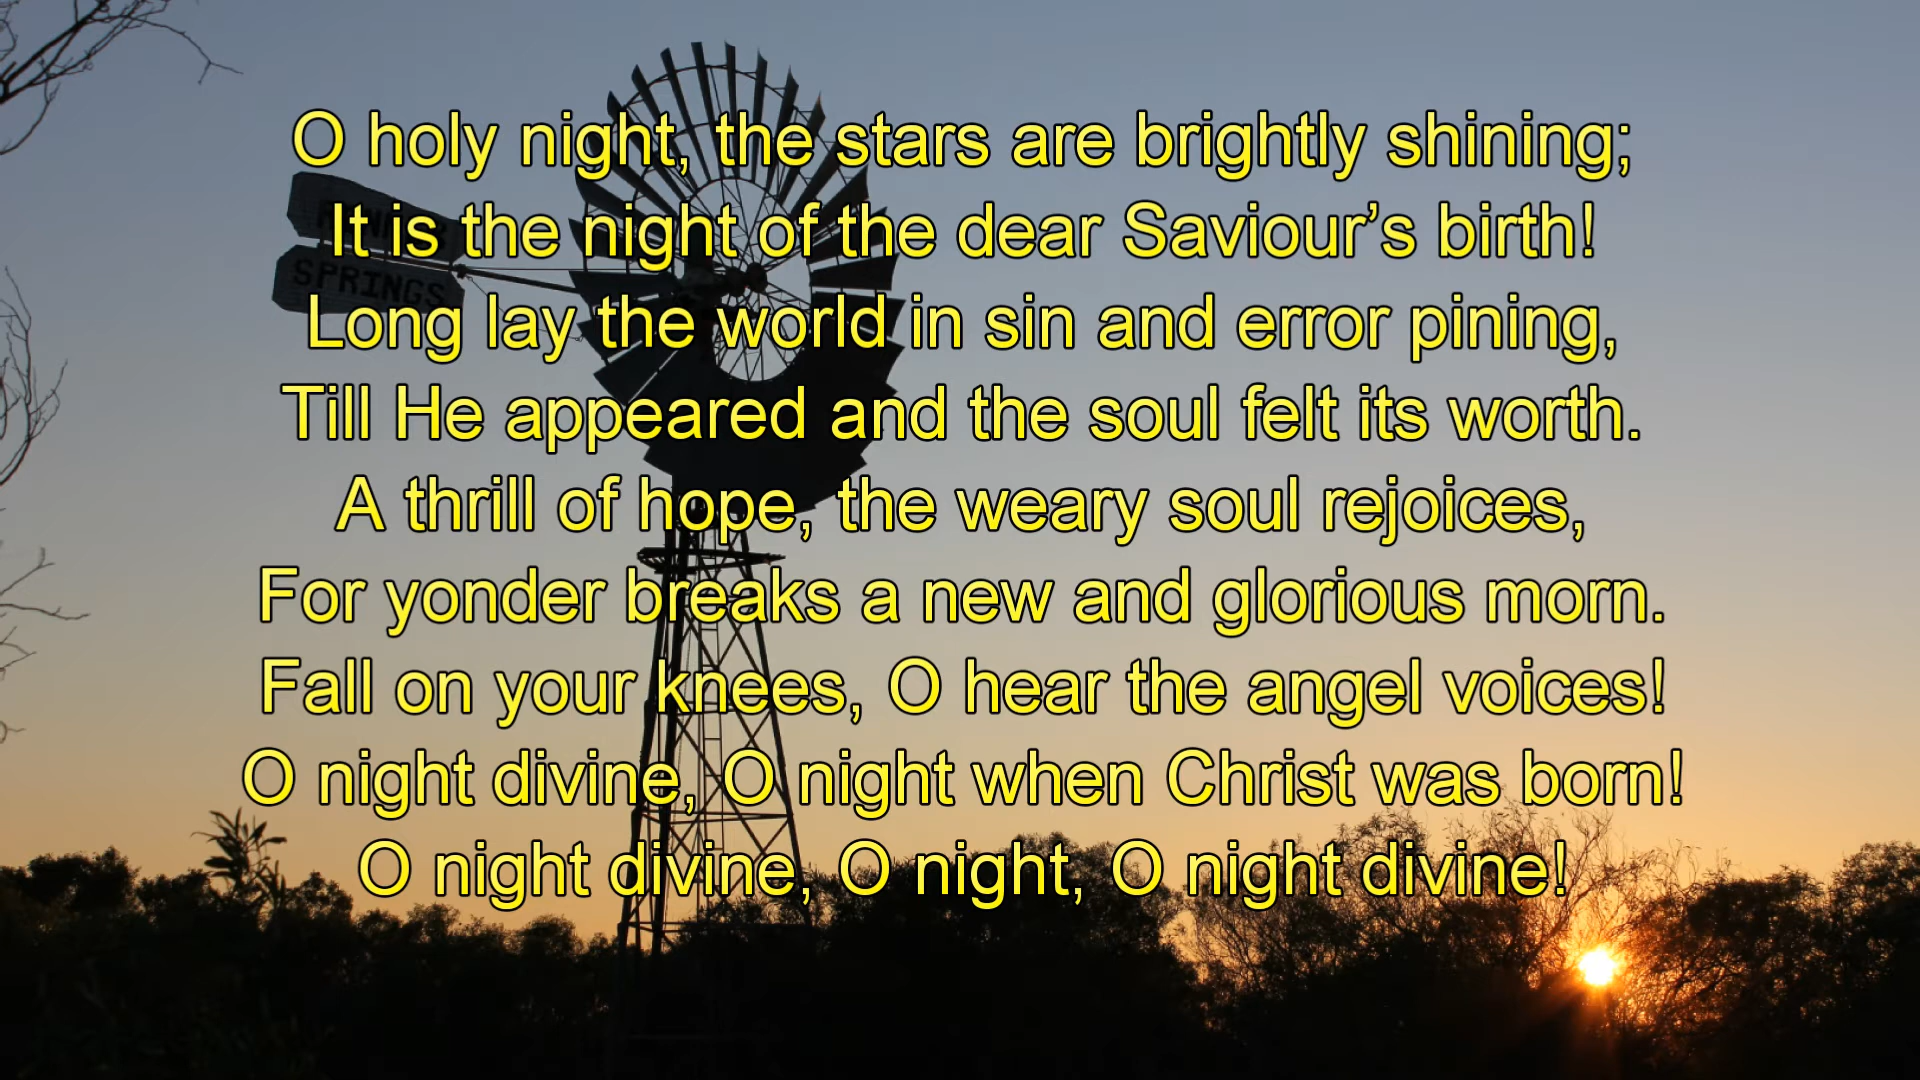 O holy night, the stars are brightly shining;
It is the night of the dear Saviour’s birth!
SPRINGS
Long lay the world in sin and error pining,
Till He appeared and the soul felt its worth.
A thrill of hope, the weary soul rejoices,
For yonder breaks a new and glorious morn.
Fall on your knees, O hear the angel voices!
O night divine, O night when Christ was born!
O night divine, O night, O night divine!